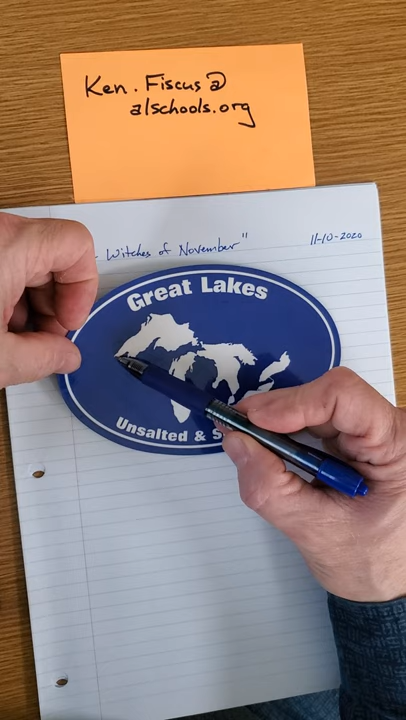 Ken.Fiscus@
alschools.org
Witches of November"
11-10-2020
Great Lakes
Unsalted &